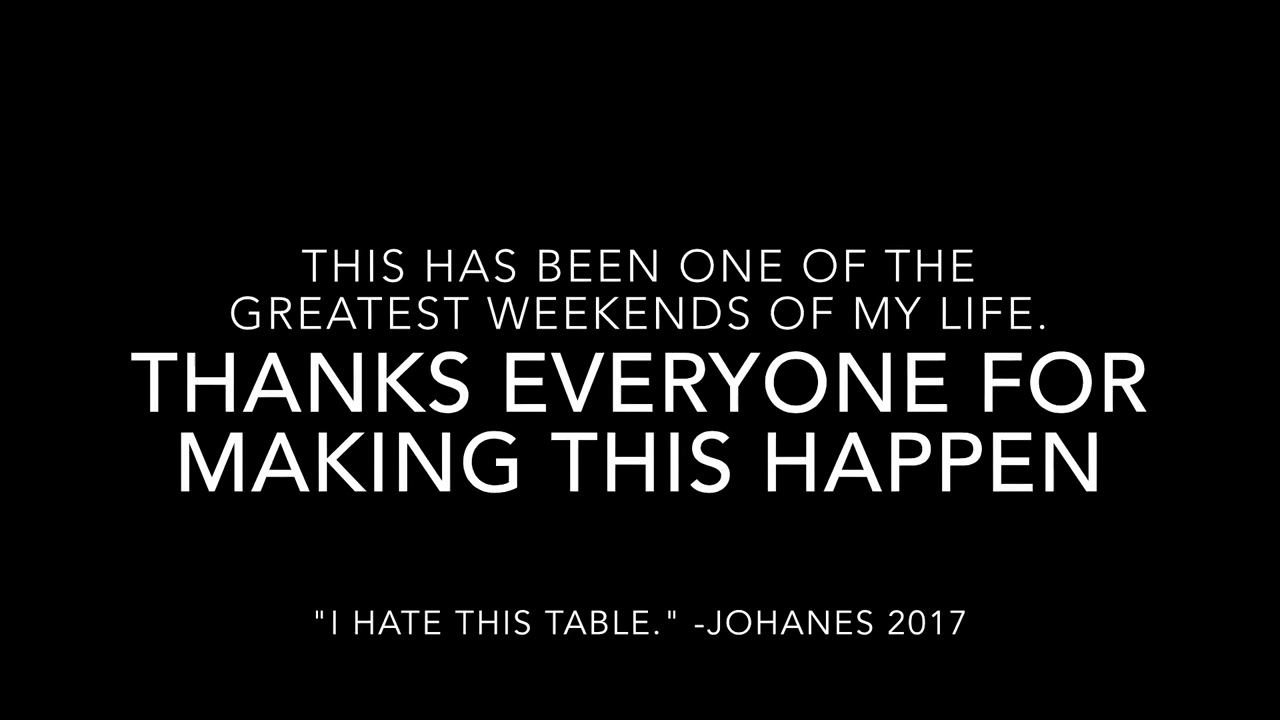 THIS HAS BEEN ONE OF THE
GREATEST WEEKENDS OF MY LIFE.
THANKS EVERYONE FOR
MAKING THIS HAPPEN
"I HATE THIS TABLE." -JOHANES 2017